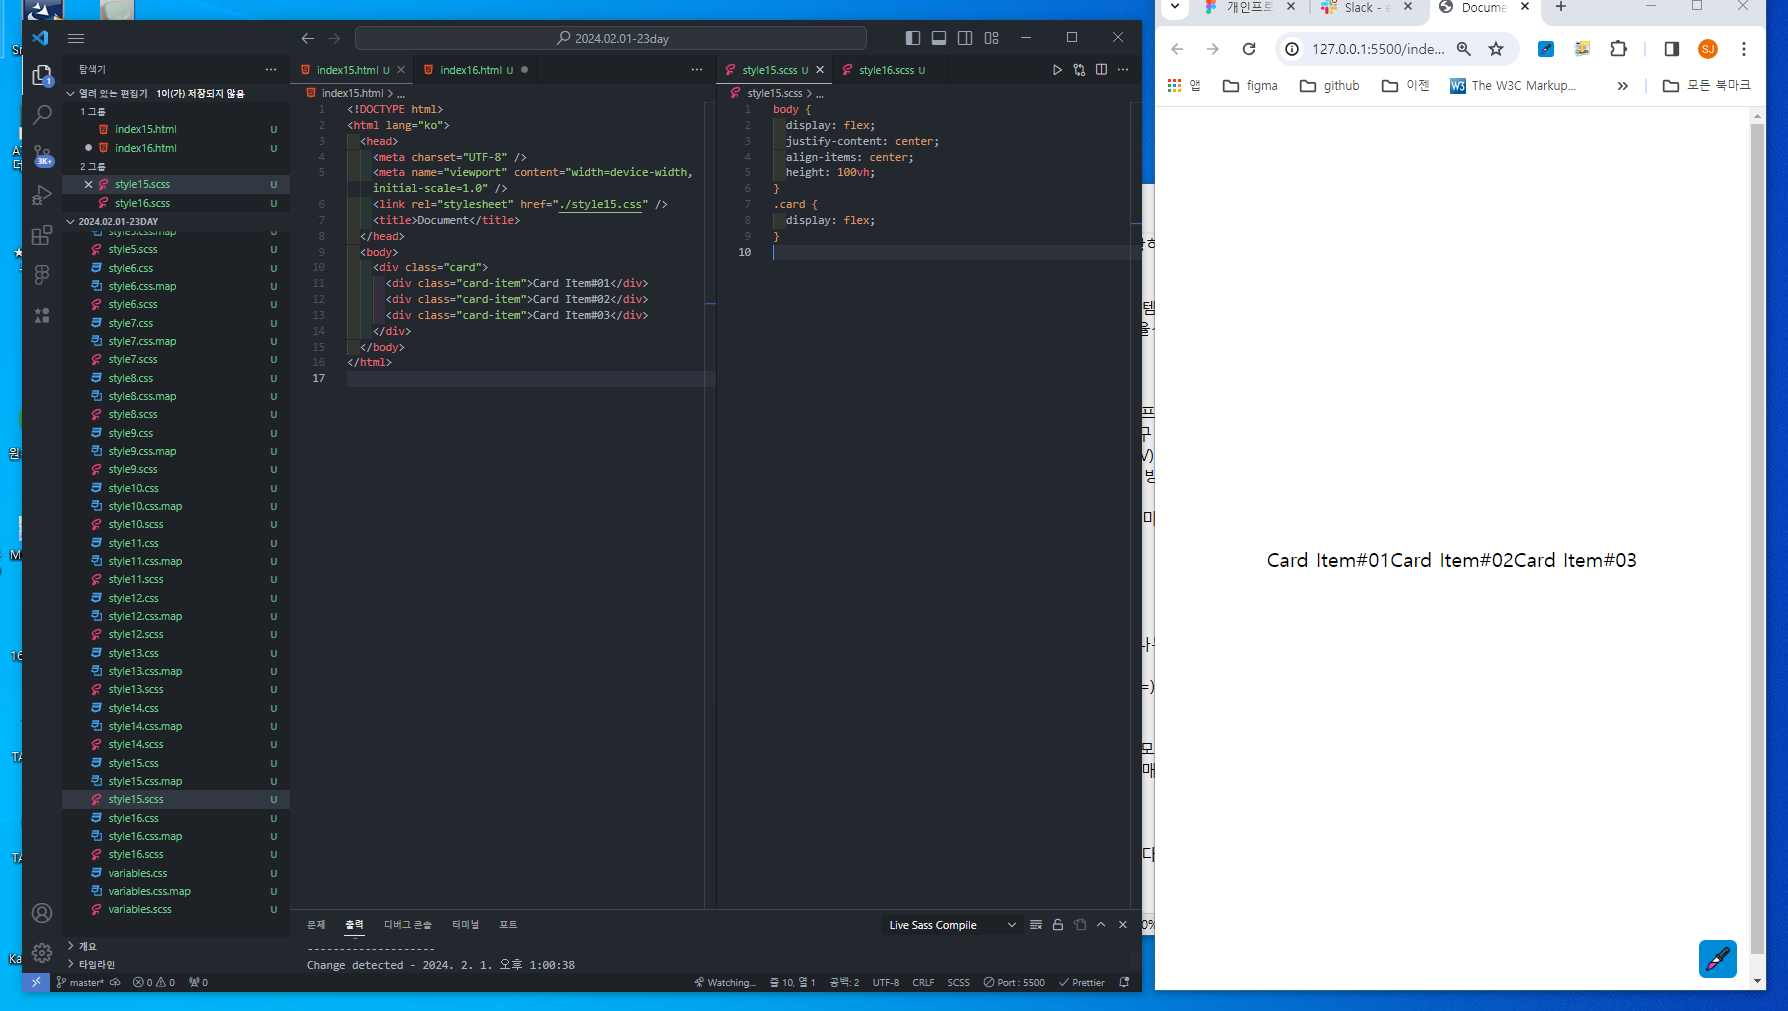 2024.02.01-23day
탐색기
열려 있는 편집기 1이(가) 저장되지 않음
1 그룹
index15.html U
index16.html U
2 그룹
style15.scss U
style16.scss U
2024.02.01-23DAY
style5.css.map U
style5.scss U
style6.css U
style6.css.map U
style6.scss U
style7.css U
style7.css.map U
style7.scss U
style8.css U
style8.css.map U
style8.scss U
style9.css U
style9.css.map U
style9.scss U
style10.css U
style10.css.map U
style10.scss U
style11.css U
style11.css.map U
style11.scss U
style12.css U
style12.css.map U
style12.scss U
style13.css U
style13.css.map U
style13.scss U
style14.css U
style14.css.map U
style14.scss U
style15.css U
style15.css.map U
style15.scss U
style16.css U
style16.css.map U
style16.scss U
variables.css U
variables.css.map U
variables.scss U
개요
타임라인
1
3K+
index15.html U
index16.html U
index15.html > ...
1 <!DOCTYPE html>
2 <html lang="ko">
3 <head>
4 <meta charset="UTF-8" />
5 <meta name="viewport" content="width=device-width,
initial-scale=1.0" />
6 <link rel="stylesheet" href="./style15.css" />
7 <title>Document</title>
8 </head>
9 <body>
10 <div class="card">
11 <div class="card-item">Card Item#01</div>
12 <div class="card-item">Card Item#02</div>
13 <div class="card-item">Card Item#03</div>
14 </div>
15 </body>
16 </html>
17
style15.scss U
style16.scss U
style15.scss > ...
1 body {
2 display: flex;
3 justify-content: center;
4 align-items: center;
5 height: 100vh;
6 }
7 .card {
8 display: flex;
9 }
10
문제 출력 디버그 콘솔 터미널 포트
Live Sass Compile
--------------------
Change detected - 2024. 2. 1. 오후 1:00:38
master* 0 0 0
Watching... 줄 10, 열 1 공백: 2 UTF-8 CRLF SCSS Port : 5500 Prettier
개인프로
Slack - e
Docume
127.0.0.1:5500/inde...
SJ
앱 figma github 이젠 The W3C Markup... » 모든 북마크
Card Item#01Card Item#02Card Item#03